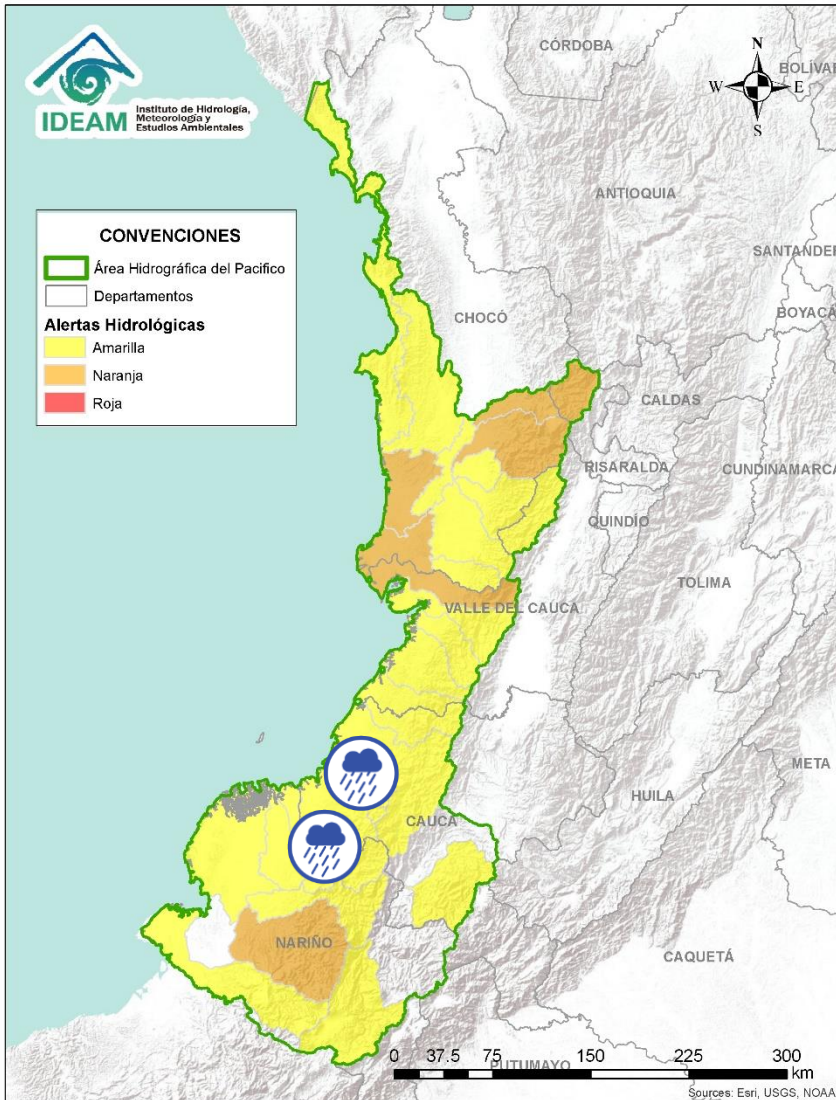 IDEAM
Instituto de Hidrología,
Meteorología y
Estudios Ambientales
N
W
E
S
CONVENCIONES
Área Hidrográfica del Pacifico
Departamentos
Alertas Hidrológicas
Amarilla
Naranja
Roja
CÓRDOBA
BOLÍVAR
ANTIOQUIA
SANTANDER
BOYACÁ
CHOCÓ
CALDAS
RISARALDA
CUNDINAMARCA
QUINDÍO
TOLIMA
VALLE DEL CAUCA
META
HUILA
CAUCA
NARIÑO
CAQUETÁ
PUTUMAYO
0 37.5 75 150 225 300
km
Sources: Esri, USGS, NOAA